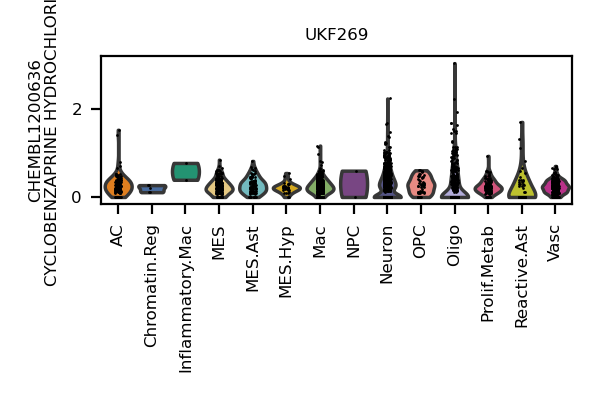 UKF269
CHEMBL1200636
CYCLOBENZAPRINE HYDROCHLORI
2
0
AC
Chromatin.Reg
Inflammatory.Mac
MES
MES.Ast
MES.Hyp
Mac
NPC
Neuron
OPC
Oligo
Prolif.Metab
Reactive.Ast
Vasc